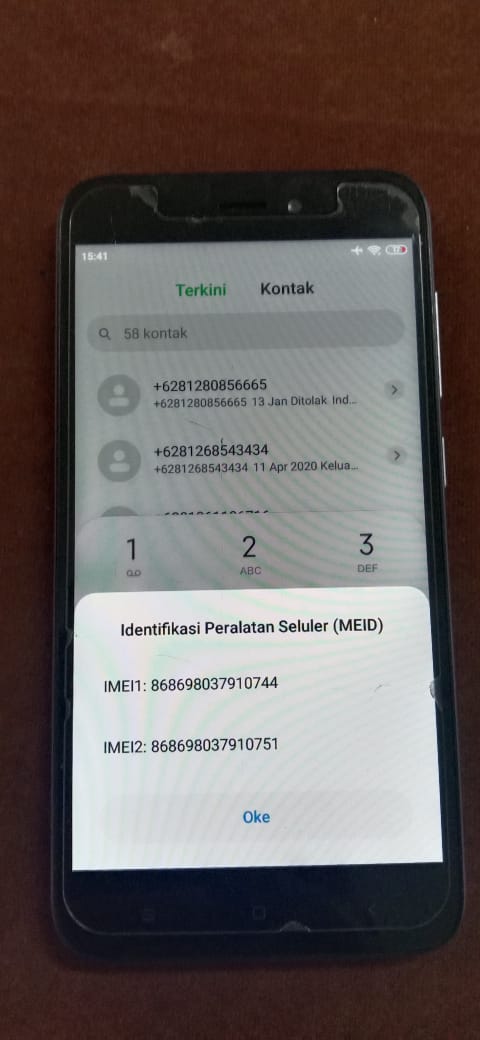 15:41
Terkini Kontak
58 kontak
+6281280856665
+6281280856665 13 Jan Ditolak Ind...
+6281268543434
+6281268543434 11 Apr 2020 Kelua...
1 2 3
ABC DEF
Identifikasi Peralatan Seluler (MEID)
IMEI1: 868698037910744
IMEI2: 868698037910751
Oke